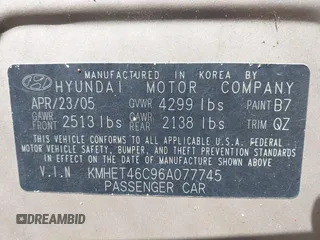 MANUFACTURED IN KOREA BY
HYUNDAI MOTOR COMPANY
APR/23/05 GVWR 4299 lbs PAINT B7
GAWR FRONT 2513 lbs GAWR REAR 2138 lbs TRIM QZ
THIS VEHICLE CONFORMS TO ALL APPLICABLE U.S.A. FEDERAL
MOTOR VEHICLE SAFETY, BUMPER, AND THEFT PREVENTION STANDARDS
IN EFFECT ON THE DATE OF MANUFACTURE SHOWN ABOVE.
V.I.N KMHET46C96A077745
PASSENGER CAR
DREAMBID